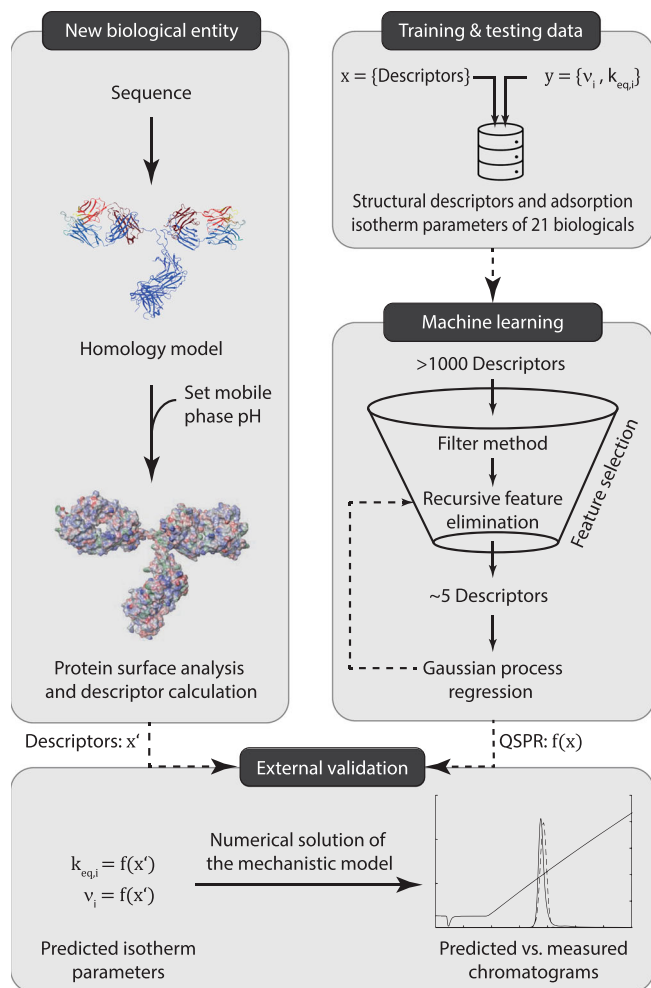 New biological entity
Sequence
Homology model
Set mobile
phase pH
Protein surface analysis
and descriptor calculation
Training & testing data
x = {Descriptors}
y = {ν_i , k_eq,i}
Structural descriptors and adsorption
isotherm parameters of 21 biologicals
Machine learning
>1000 Descriptors
Filter method
Recursive feature
elimination
Feature selection
~5 Descriptors
Gaussian process
regression
Descriptors: x‘
QSPR: f(x)
External validation
k_eq,i = f(x‘)
ν_i = f(x‘)
Predicted isotherm
parameters
Numerical solution of
the mechanistic model
Predicted vs. measured
chromatograms